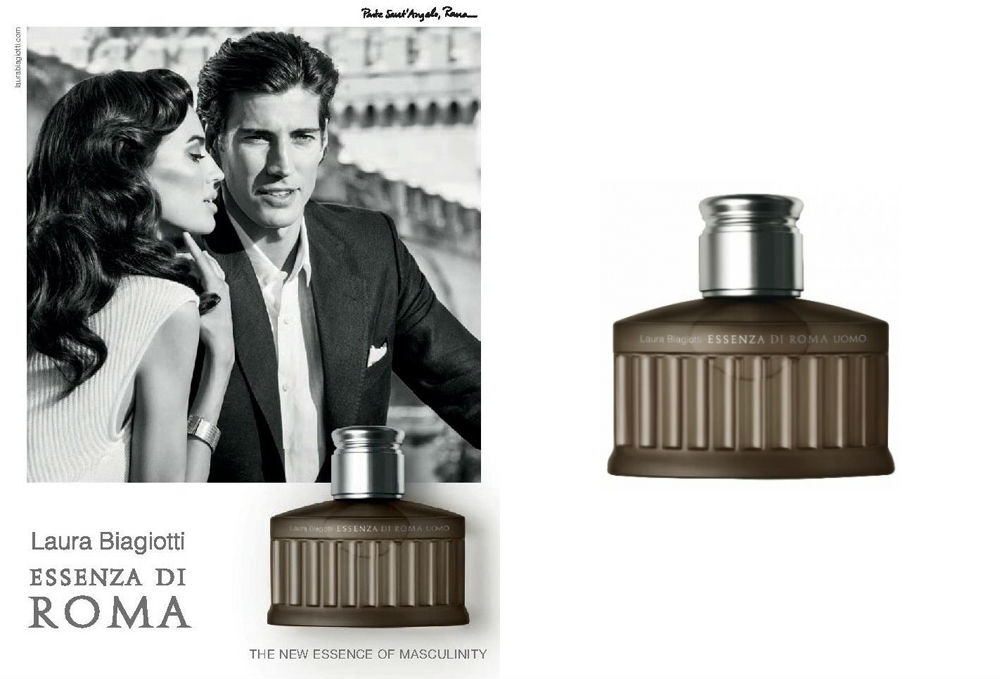 Ponte Sant'Angelo, Roma
laurabiagiotti.com
Laura Biagiotti ESSENZA DI ROMA UOMO
Laura Biagiotti
ESSENZA DI
ROMA
THE NEW ESSENCE OF MASCULINITY
Laura Biagiotti ESSENZA DI ROMA UOMO